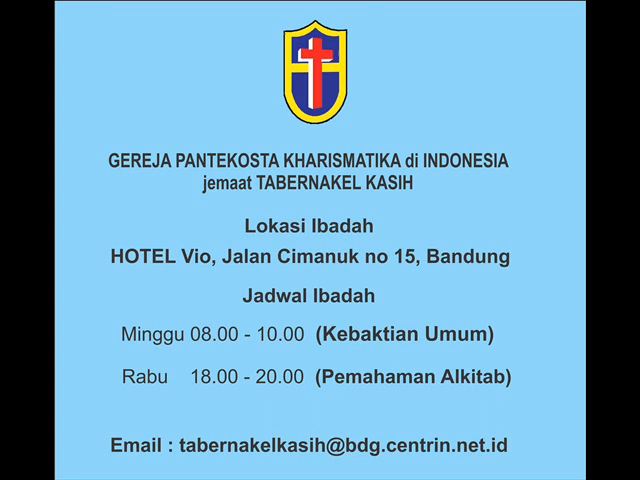 GEREJA PANTEKOSTA KHARISMATIKA di INDONESIA
jemaat TABERNAKEL KASIH
Lokasi Ibadah
HOTEL Vio, Jalan Cimanuk no 15, Bandung
Jadwal Ibadah
Minggu 08.00 - 10.00 (Kebaktian Umum)
Rabu 18.00 - 20.00 (Pemahaman Alkitab)
Email : tabernakelkasih@bdg.centrin.net.id